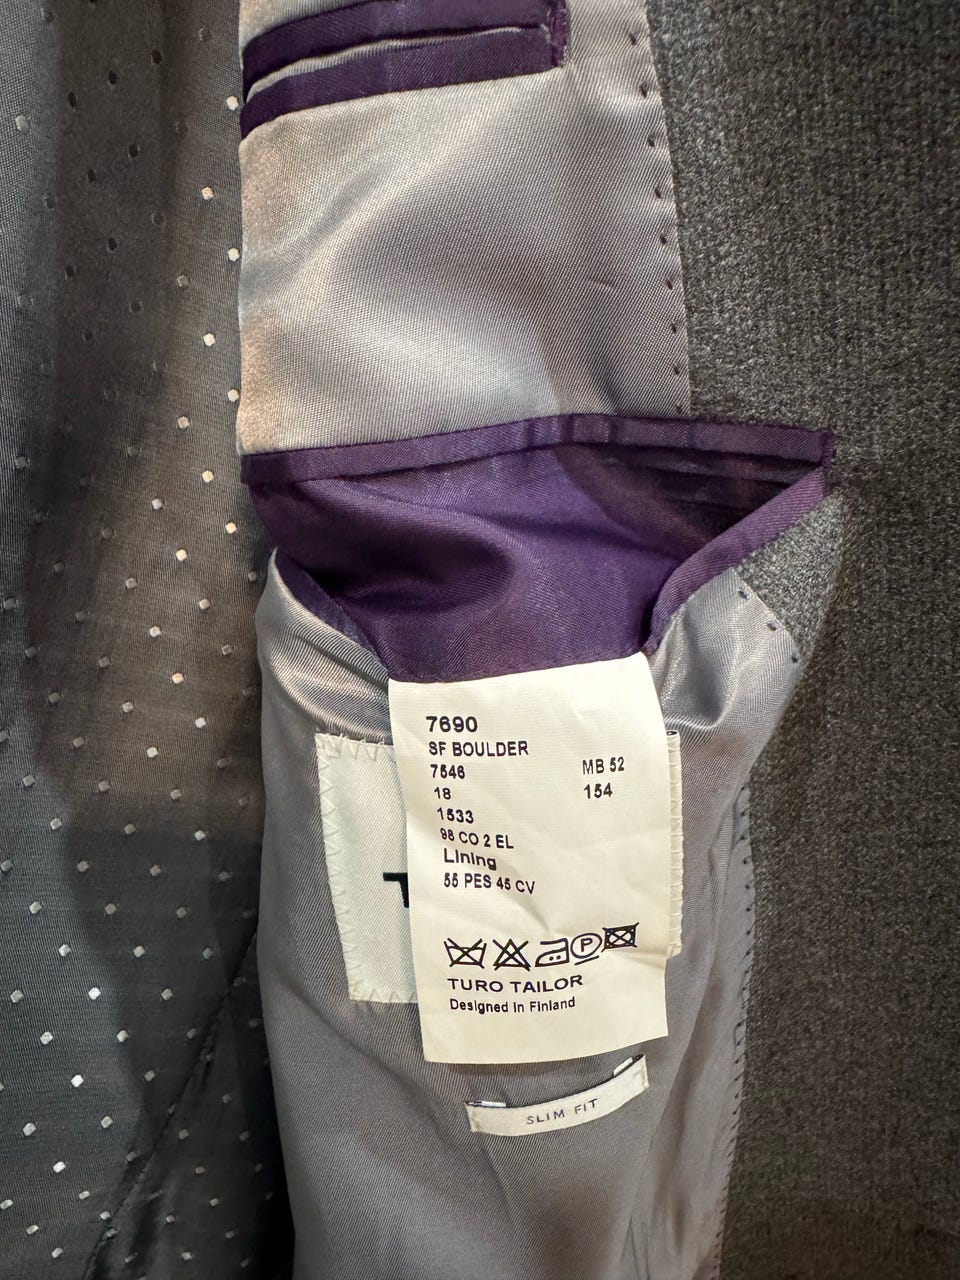 7690
SF BOULDER
7546 MB 52
18 154
1533
98 CO 2 EL
Lining
55 PES 45 CV
P
TURO TAILOR
Designed in Finland
SLIM FIT